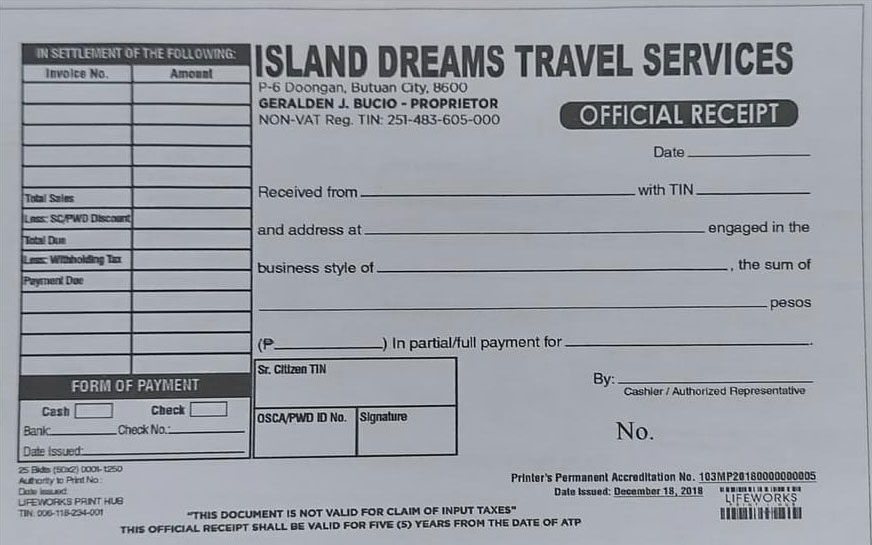 IN SETTLEMENT OF THE FOLLOWING:
Invoice No. Amount
Total Sales
Less: SC/PWD Discount
Total Due
Less: Withholding Tax
Payment Due
FORM OF PAYMENT
Cash Check
Bank: Check No.:
Date Issued:
ISLAND DREAMS TRAVEL SERVICES
P-6 Doongan, Butuan City, 8600
GERALDEN J. BUCIO - PROPRIETOR
NON-VAT Reg. TIN: 251-483-605-000
OFFICIAL RECEIPT
Date
Received from with TIN
and address at engaged in the
business style of , the sum of
pesos
(₱ ) In partial/full payment for .
Sr. Citizen TIN
OSCA/PWD ID No. Signature
By:
Cashier / Authorized Representative
No.
25 Bklts (50x2) 0001-1250
Authority to Print No.:
Date Issued:
LIFEWORKS PRINT HUB
TIN: 006-118-234-001
Printer's Permanent Accreditation No. 103MP20180000000005
Date Issued: December 18, 2018
LIFEWORKS
"THIS DOCUMENT IS NOT VALID FOR CLAIM OF INPUT TAXES"
THIS OFFICIAL RECEIPT SHALL BE VALID FOR FIVE (5) YEARS FROM THE DATE OF ATP